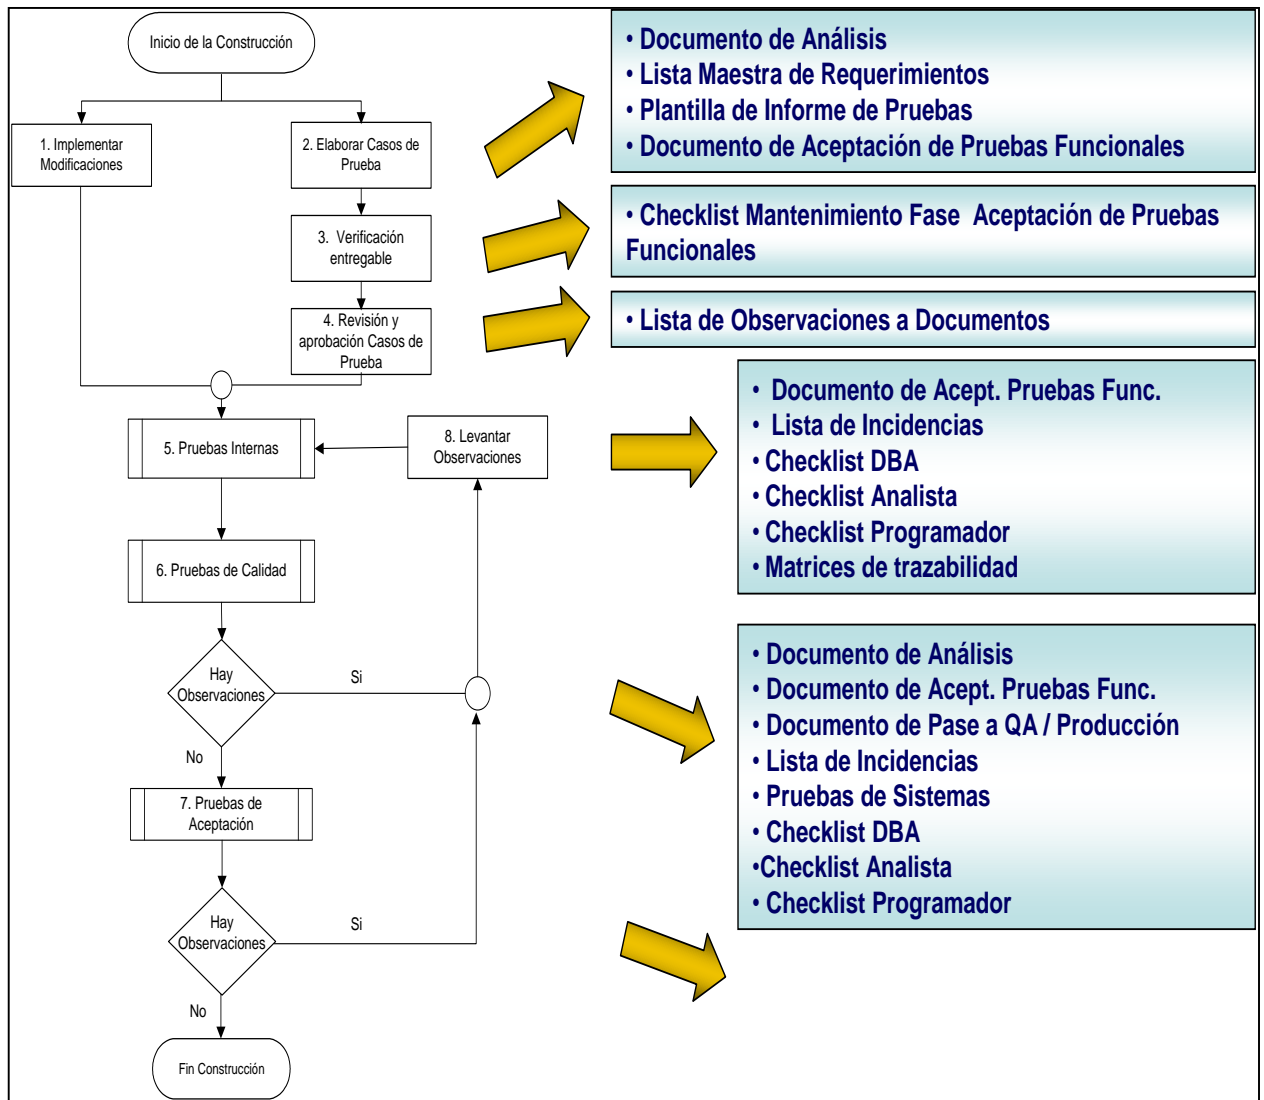 Inicio de la Construcción
1. Implementar
Modificaciones
2. Elaborar Casos de
Prueba
3. Verificación
entregable
4. Revisión y
aprobación Casos de
Prueba
5. Pruebas Internas
8. Levantar
Observaciones
6. Pruebas de Calidad
Hay
Observaciones
Si
No
7. Pruebas de
Aceptación
Hay
Observaciones
Si
No
Fin Construcción
• Documento de Análisis
• Lista Maestra de Requerimientos
• Plantilla de Informe de Pruebas
• Documento de Aceptación de Pruebas Funcionales
• Checklist Mantenimiento Fase Aceptación de Pruebas
Funcionales
• Lista de Observaciones a Documentos
• Documento de Acept. Pruebas Func.
• Lista de Incidencias
• Checklist DBA
• Checklist Analista
• Checklist Programador
• Matrices de trazabilidad
• Documento de Análisis
• Documento de Acept. Pruebas Func.
• Documento de Pase a QA / Producción
• Lista de Incidencias
• Pruebas de Sistemas
• Checklist DBA
•Checklist Analista
• Checklist Programador